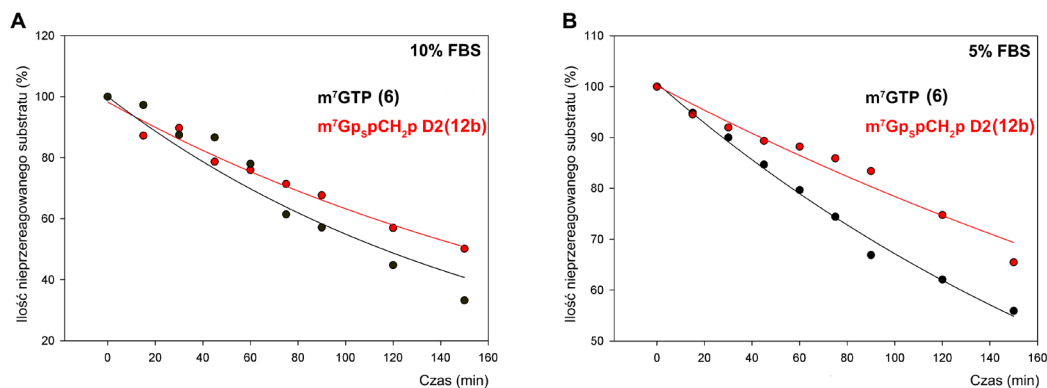 A
10% FBS
m⁷GTP (6)
m⁷GpₛpCH₂p D2(12b)
Ilość nieprzereagowanego substratu (%)
120
100
80
60
40
20
0 20 40 60 80 100 120 140 160
Czas (min)
B
5% FBS
m⁷GTP (6)
m⁷GpₛpCH₂p D2(12b)
Ilość nieprzereagowanego substratu (%)
110
100
90
80
70
60
50
0 20 40 60 80 100 120 140 160
Czas (min)